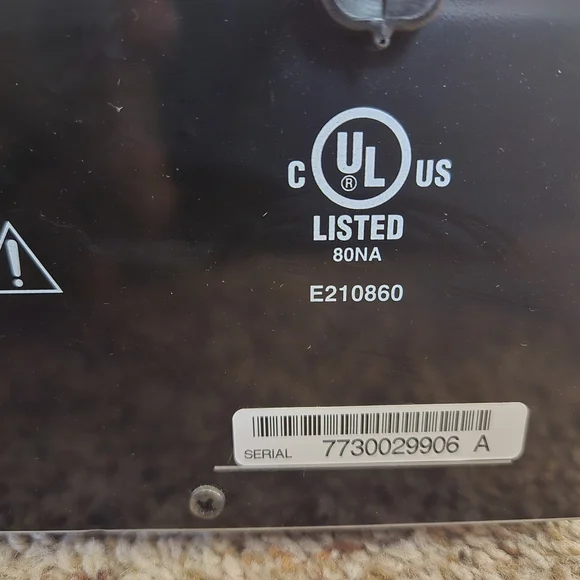 C UL® US
LISTED
80NA
E210860
SERIAL 7730029906 A